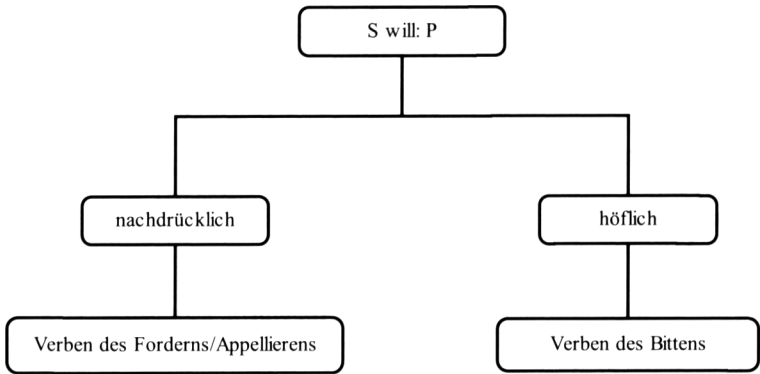 S will: P
nachdrücklich
höflich
Verben des Forderns/Appellierens
Verben des Bittens